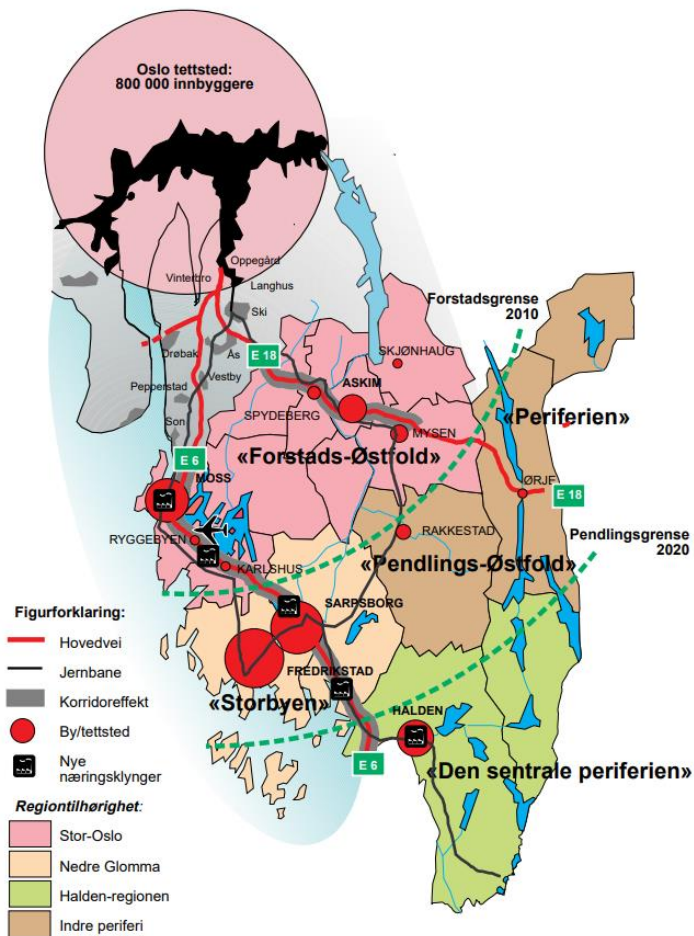 Oslo tettsted:
800 000 innbyggere
Oppegård
Vinterbro
Langhus
Ski
Forstadsgrense
2010
Drøbak
Ås
E 18
SKJØNHAUG
Vestby
ASKIM
Pepperstad
SPYDEBERG
«Periferien»
Son
MYSEN
«Forstads-Østfold»
E 6
MOSS
ØRJE
E 18
RYGGEBYEN
RAKKESTAD
Pendlingsgrense
2020
KARLSHUS
«Pendlings-Østfold»
SARPSBORG
FREDRIKSTAD
«Storbyen»
HALDEN
E 6
«Den sentrale periferien»
Figurforklaring:
Hovedvei
Jernbane
Korridoreffekt
By/tettsted
Nye
næringsklynger
Regiontilhørighet:
Stor-Oslo
Nedre Glomma
Halden-regionen
Indre periferi